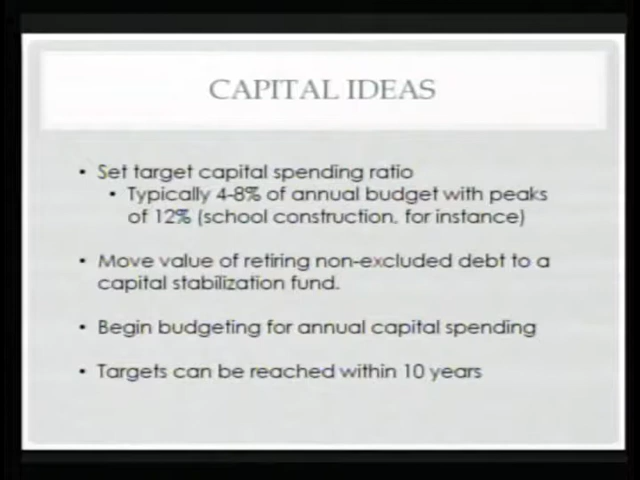 CAPITAL IDEAS
• Set target capital spending ratio
• Typically 4-8% of annual budget with peaks
of 12% (school construction, for instance)
• Move value of retiring non-excluded debt to a
capital stabilization fund.
• Begin budgeting for annual capital spending
• Targets can be reached within 10 years